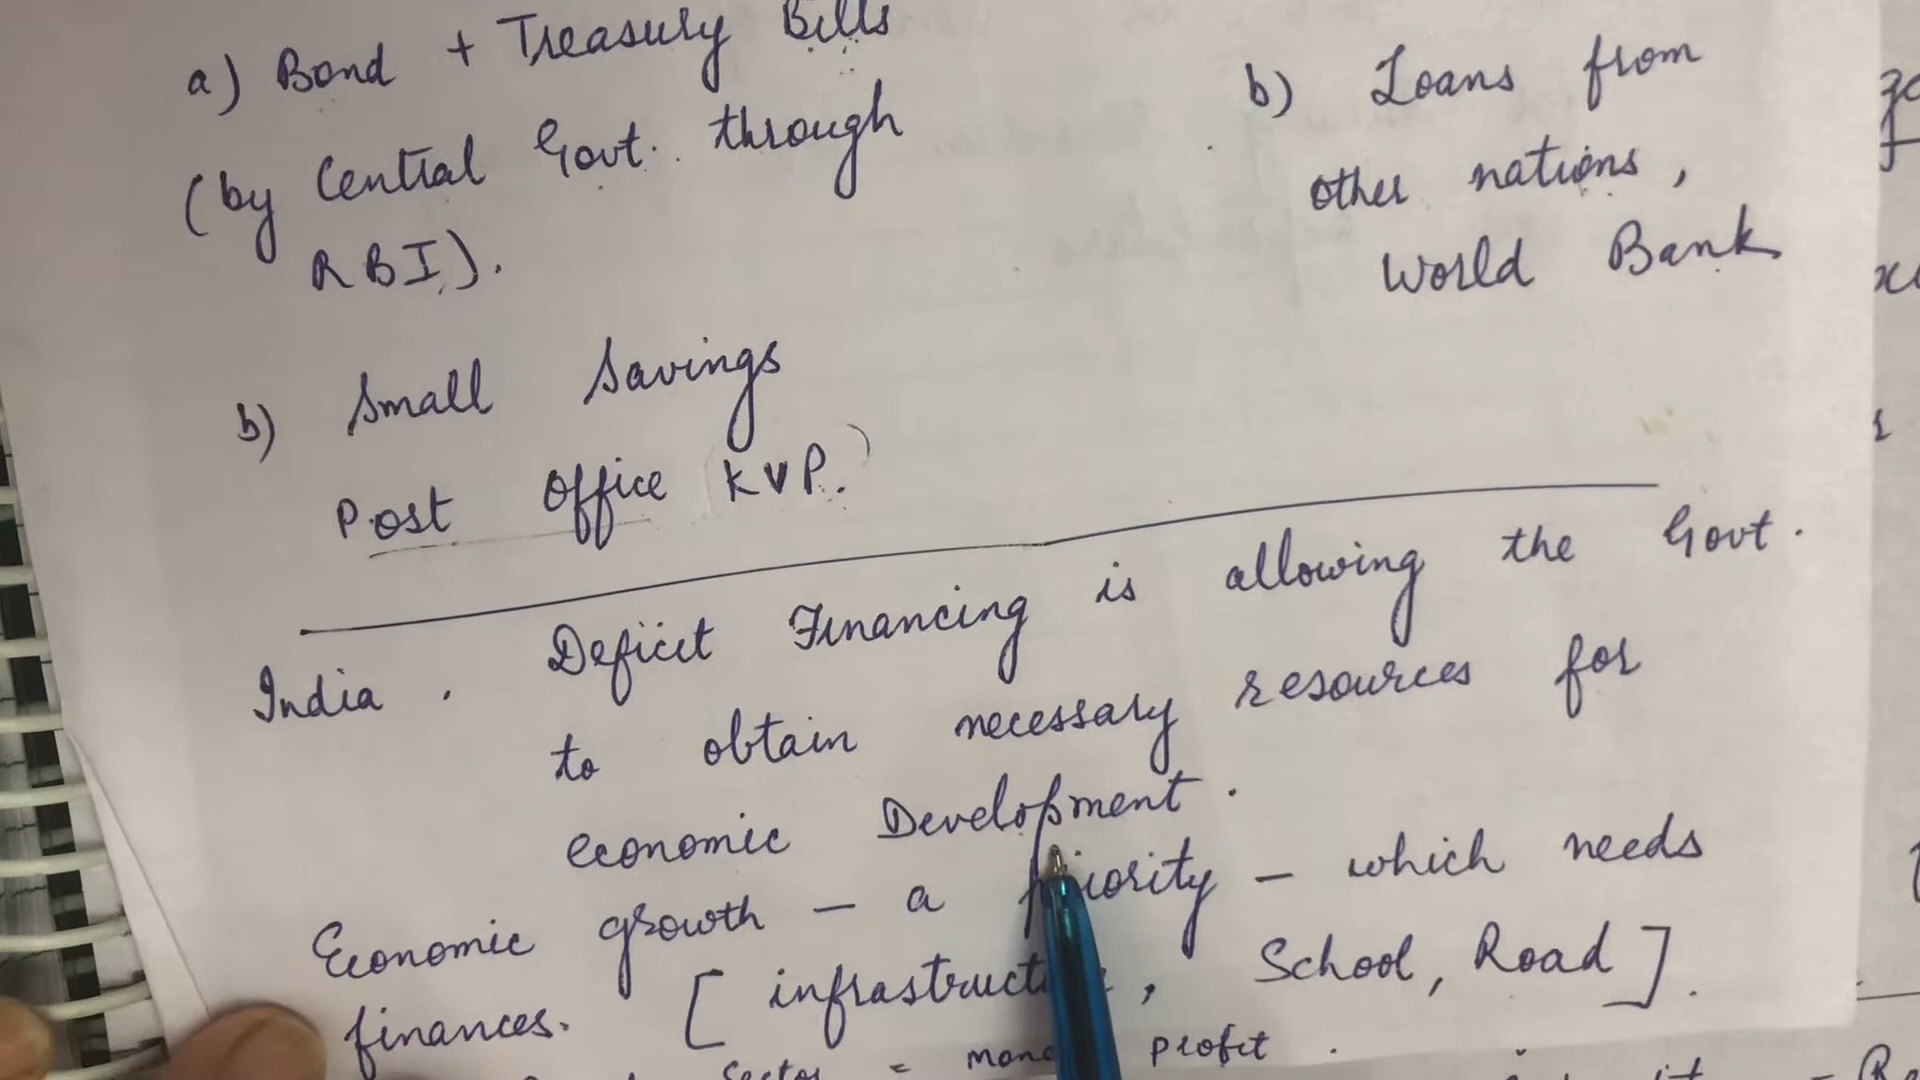 a) Bond + Treasury Bills
(by Central Govt. through
RBI).
b) Small Savings
Post Office KVP.)
b) Loans from
other nations,
World Bank
India. Deficit Financing is allowing the Govt.
to obtain necessary resources for
economic Development.
Economic growth - a priority - which needs
finances. [infrastructure, School, Road].
Sector = profit.